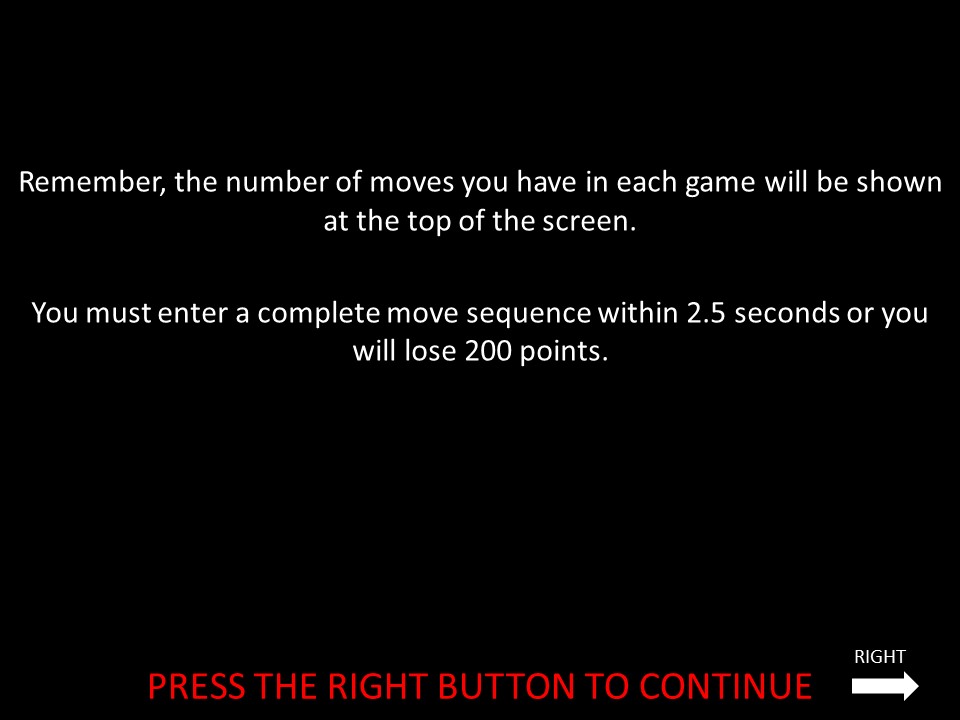 Remember, the number of moves you have in each game will be shown
at the top of the screen.
You must enter a complete move sequence within 2.5 seconds or you
will lose 200 points.
RIGHT
PRESS THE RIGHT BUTTON TO CONTINUE